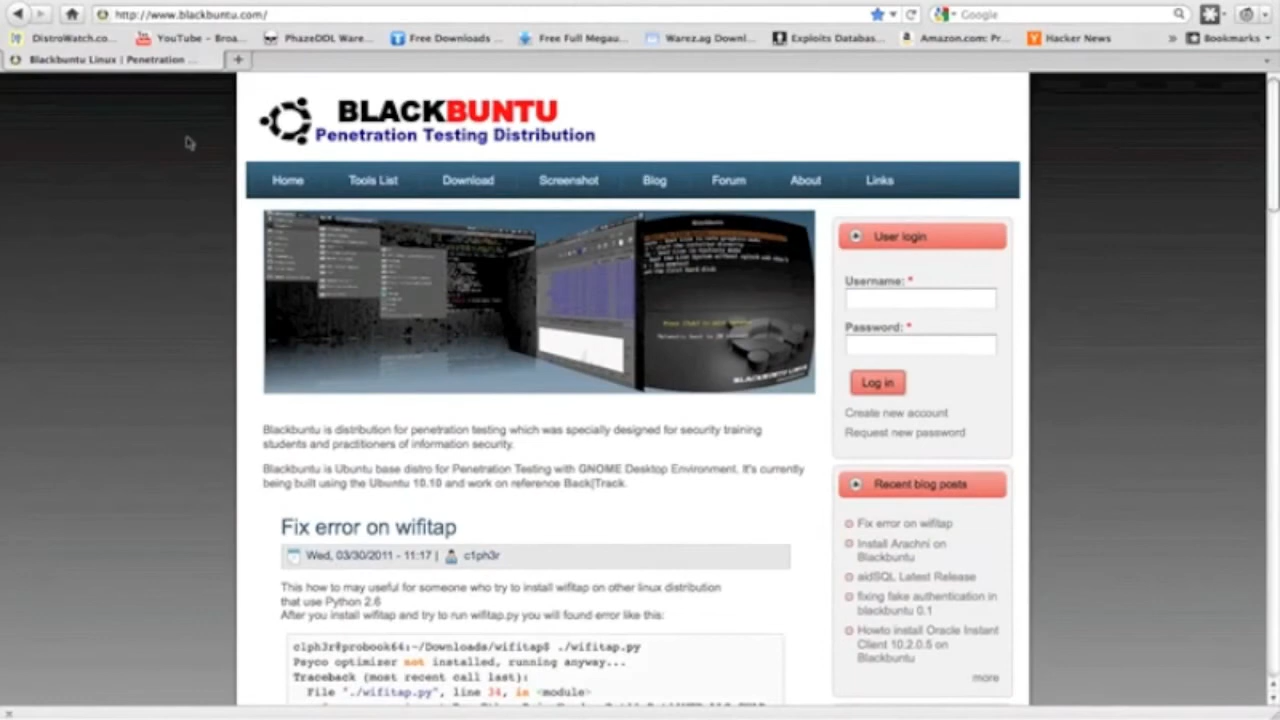 http://www.blackbuntu.com/
Google
DistroWatch.co...
YouTube - Broa...
PhazeDDL Ware...
Free Downloads ...
Free Full Megau...
Warez.ag Downl...
Exploits Databas...
Amazon.com: Pr...
Hacker News
»
Bookmarks
Blackbuntu Linux | Penetration ...
BLACKBUNTU
Penetration Testing Distribution
Home
Tools List
Download
Screenshot
Blog
Forum
About
Links
Blackbuntu is distribution for penetration testing which was specially designed for security training
students and practitioners of information security.
Blackbuntu is Ubuntu base distro for Penetration Testing with GNOME Desktop Environment. It's currently
being built using the Ubuntu 10.10 and work on reference Back|Track.
Fix error on wifitap
Wed, 03/30/2011 - 11:17 | c1ph3r
This how to may useful for someone who try to install wifitap on other linux distribution
that use Python 2.6
After you install wifitap and try to run wifitap.py you will found error like this:
c1ph3r@probook64:~/Downloads/wifitap$ ./wifitap.py
Psyco optimizer not installed, running anyway...
Traceback (most recent call last):
File "./wifitap.py", line 34, in <module>
User login
Username: *
Password: *
Log in
Create new account
Request new password
Recent blog posts
Fix error on wifitap
Install Arachni on
Blackbuntu
aidSQL Latest Release
fixing fake authentication in
blackbuntu 0.1
Howto install Oracle Instant
Client 10.2.0.5 on
Blackbuntu
more